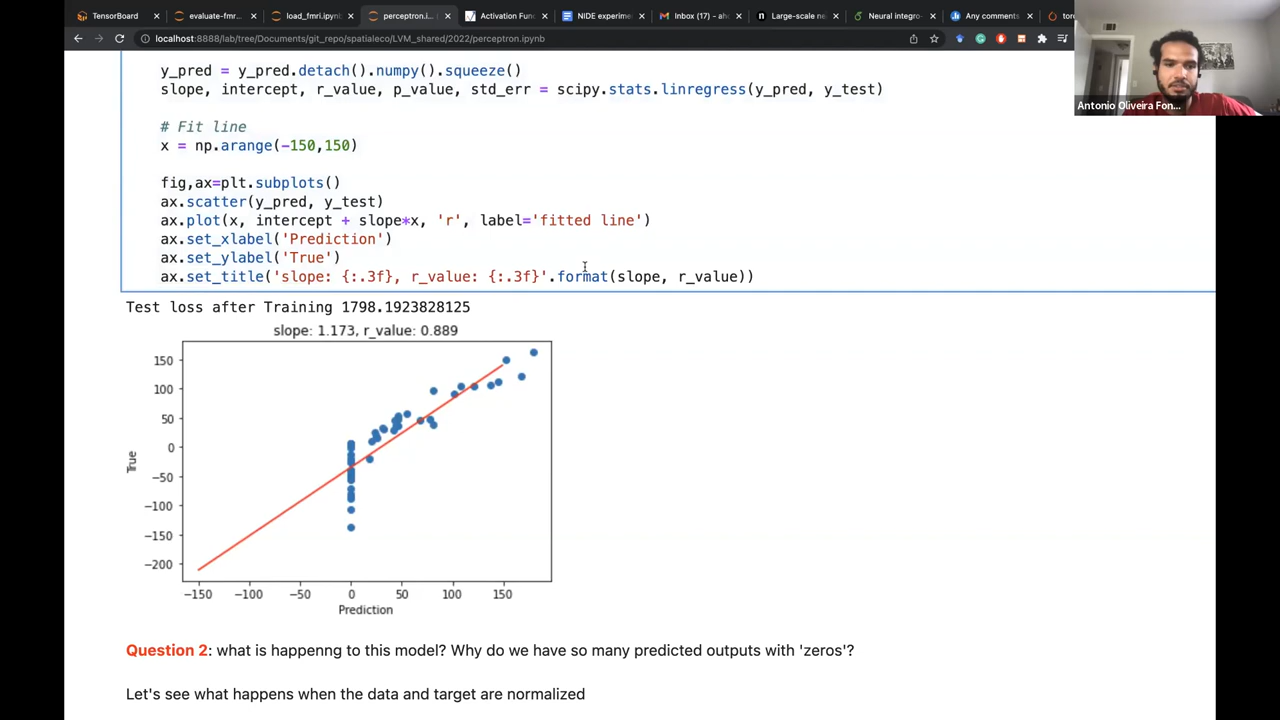 TensorBoard
evaluate-fmr...
load_fmri.ipyn
perceptron.i...
Activation Func
NIDE experime
Inbox (17) - ah
Large-scale ne
Neural integro-
Any comments
tor
localhost:8888/lab/tree/Documents/git_repo/spatialeco/LVM_shared/2022/perceptron.ipynb
Antonio Oliveira Fon...
y_pred = y_pred.detach().numpy().squeeze()
slope, intercept, r_value, p_value, std_err = scipy.stats.linregress(y_pred, y_test)
# Fit line
x = np.arange(-150,150)
fig,ax=plt.subplots()
ax.scatter(y_pred, y_test)
ax.plot(x, intercept + slope*x, 'r', label='fitted line')
ax.set_xlabel('Prediction')
ax.set_ylabel('True')
ax.set_title('slope: {:.3f}, r_value: {:.3f}'.format(slope, r_value))
Test loss after Training 1798.1923828125
slope: 1.173, r_value: 0.889
150
100
50
0
−50
−100
−150
−200
True
−150 −100 −50 0 50 100 150
Prediction
Question 2: what is happenng to this model? Why do we have so many predicted outputs with 'zeros'?
Let's see what happens when the data and target are normalized